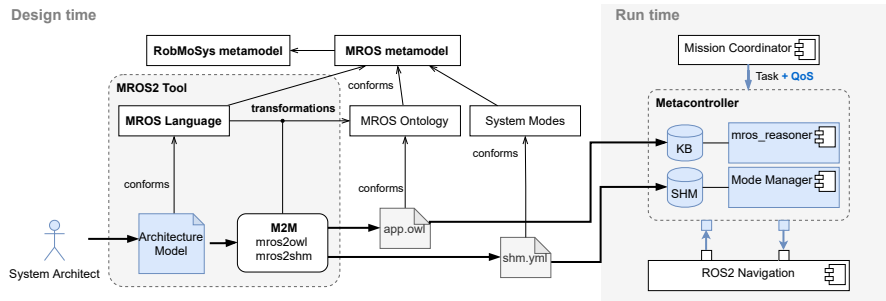 Design time
Run time
RobMoSys metamodel
MROS metamodel
Mission Coordinator
Task + QoS
conforms
MROS2 Tool
transformations
Metacontroller
MROS Language
MROS Ontology
System Modes
mros_reasoner
KB
conforms
conforms
conforms
Mode Manager
SHM
Architecture
Model
M2M
mros2owl
mros2shm
app.owl
shm.yml
System Architect
ROS2 Navigation